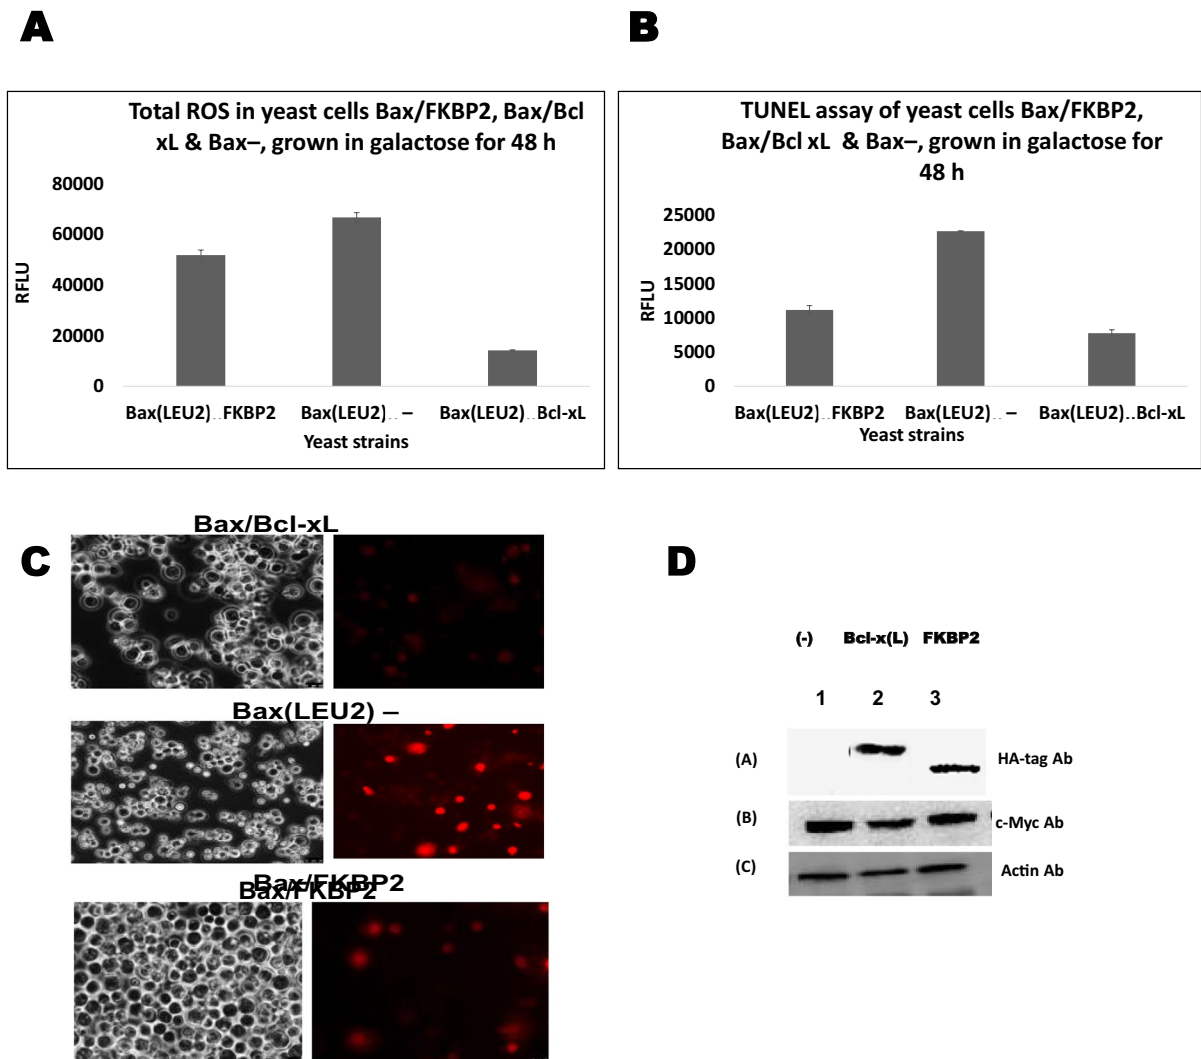 A
B
Total ROS in yeast cells Bax/FKBP2, Bax/Bcl
xL & Bax–, grown in galactose for 48 h
80000
60000
40000
20000
0
RFLU
Bax(LEU2)...FKBP2 Bax(LEU2)... – Bax(LEU2)...Bcl-xL
Yeast strains
TUNEL assay of yeast cells Bax/FKBP2,
Bax/Bcl xL & Bax–, grown in galactose for
48 h
25000
20000
15000
10000
5000
0
RFLU
Bax(LEU2)...FKBP2 Bax(LEU2)... – Bax(LEU2)...Bcl-xL
Yeast strains
C
Bax/Bcl-xL
Bax(LEU2) –
Bax/FKBP2
Bax/FKBP2
D
(-) Bcl-x(L) FKBP2
1 2 3
(A) HA-tag Ab
(B) c-Myc Ab
(C) Actin Ab